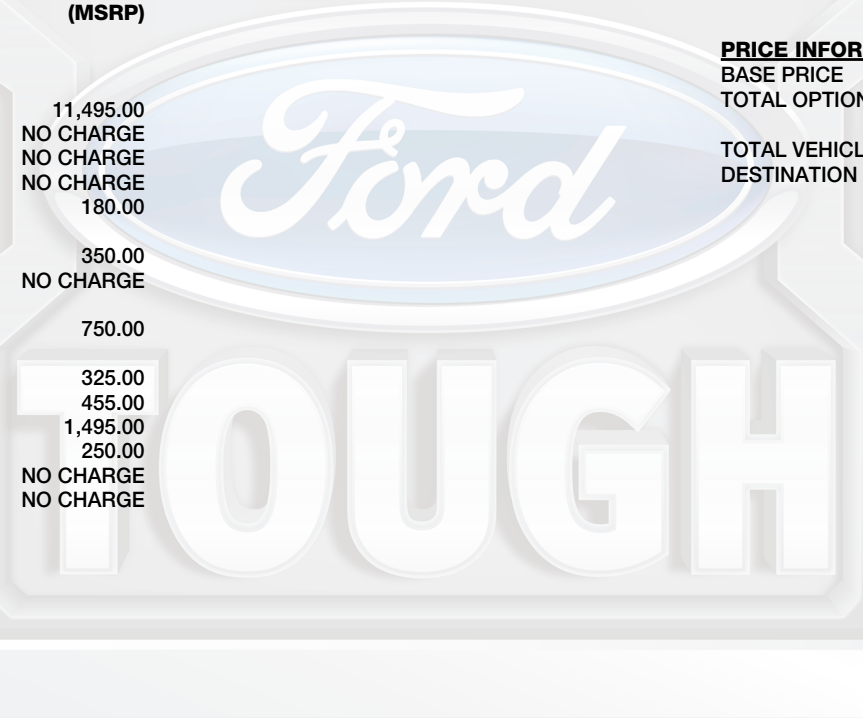 (MSRP)
11,495.00
NO CHARGE
NO CHARGE
NO CHARGE
180.00
350.00
NO CHARGE
750.00
325.00
455.00
1,495.00
250.00
NO CHARGE
NO CHARGE
PRICE INFOR
BASE PRICE
TOTAL OPTION
TOTAL VEHICL
DESTINATION
Ford
TOUGH